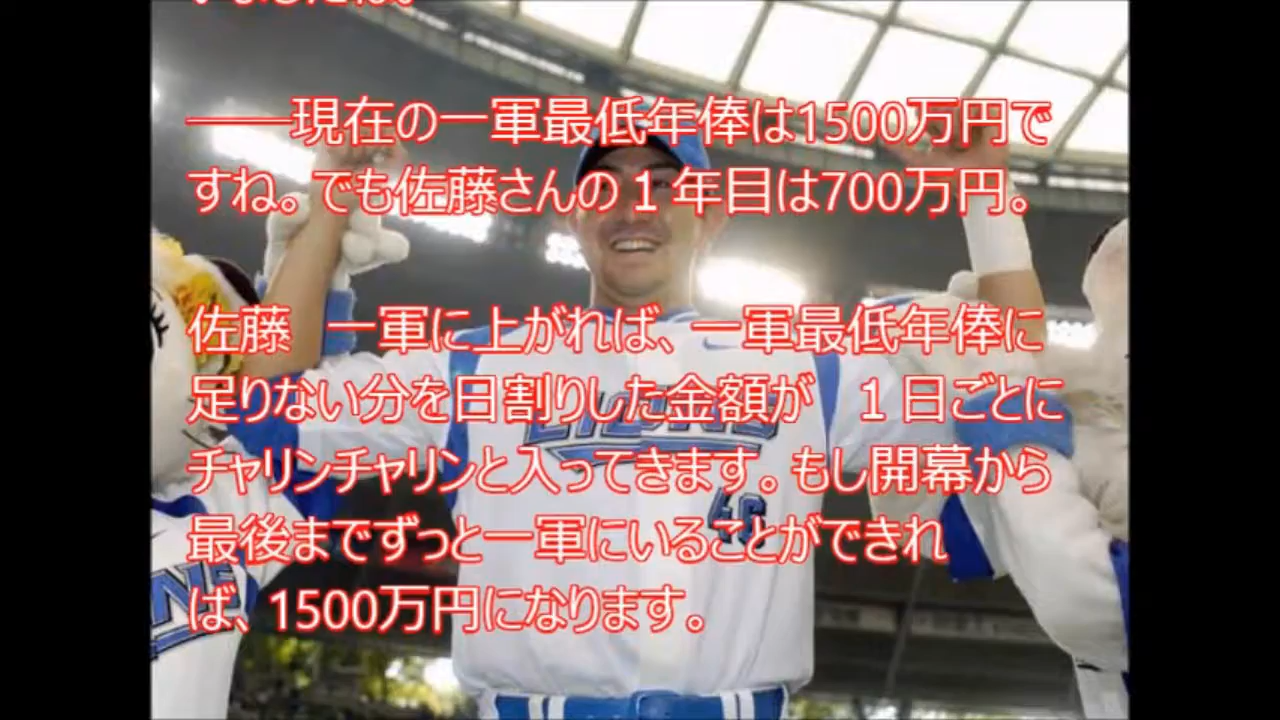 ――現在の一軍最低年俸は1500万円で
すね。でも佐藤さんの１年目は700万円。
佐藤　一軍に上がれば、一軍最低年俸に
足りない分を日割りした金額が　１日ごとに
チャリンチャリンと入ってきます。もし開幕から
最後までずっと一軍にいることができれ
ば、1500万円になります。
LIONS
46